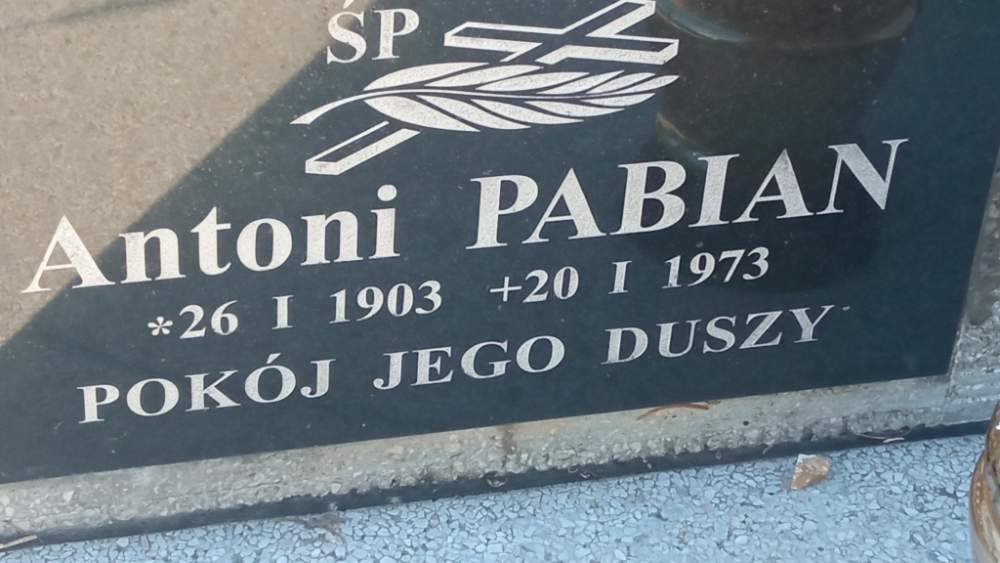 ŚP
Antoni PABIAN
*26 I 1903 +20 I 1973
POKÓJ JEGO DUSZY